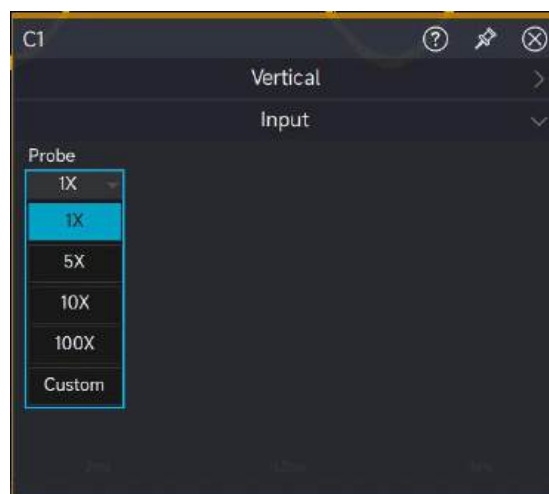 C1
Vertical
Input
Probe
1X
1X
5X
10X
100X
Custom